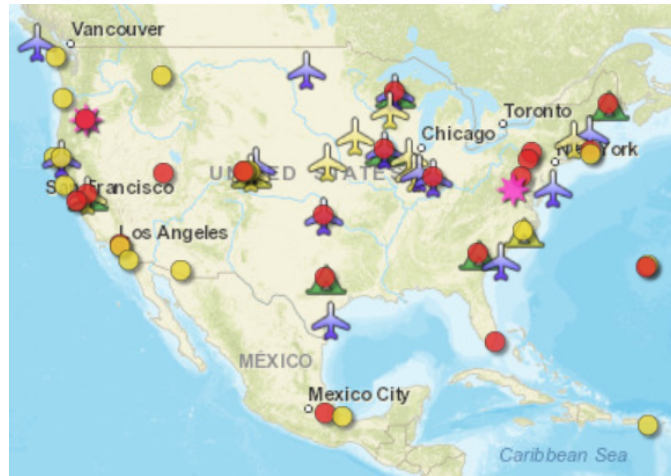 Vancouver
Toronto
Chicago
UNITED STATES
San Francisco
Los Angeles
MÉXICO
Mexico City
Caribbean Sea